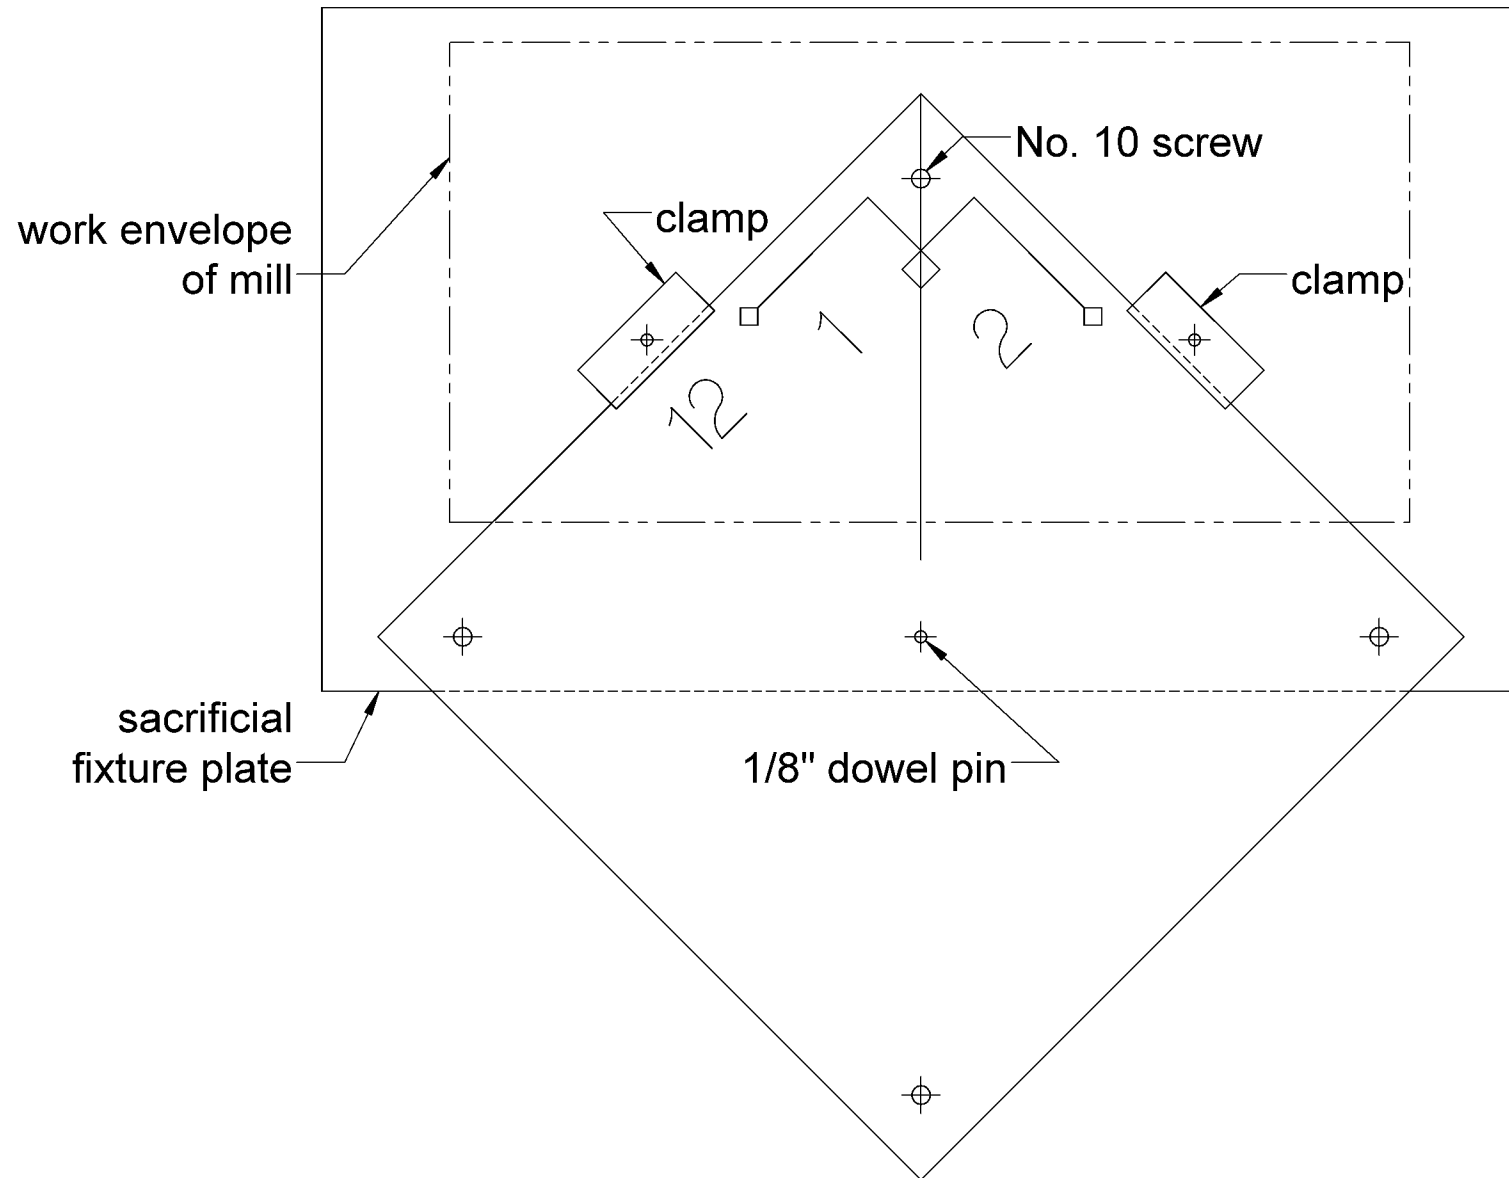 No. 10 screw
clamp
work envelope
of mill
clamp
1
2
12
sacrificial
fixture plate
1/8" dowel pin